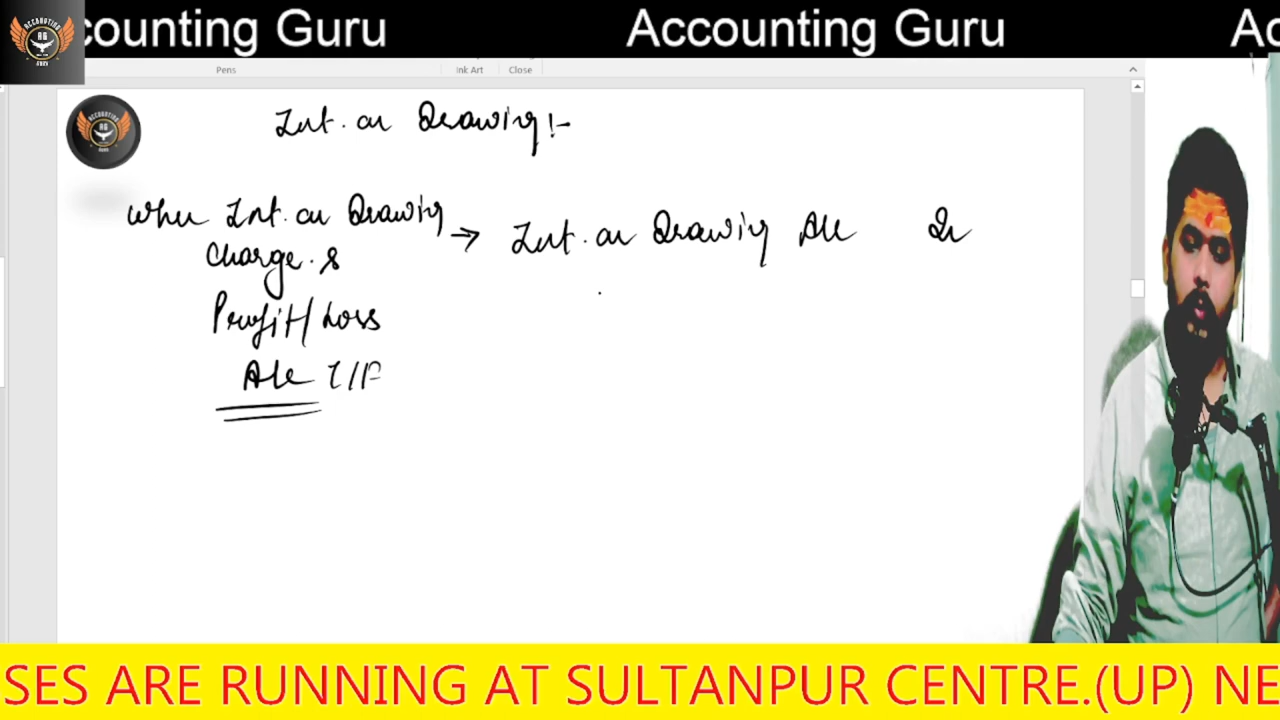 counting Guru Accounting Guru Ac
Pens Ink Art Close
Int. on Drawing :-
When Int. on Drawing
Charge. &
Profit/Loss
A/c T/F
→ Int. on Drawing A/c Dr
SES ARE RUNNING AT SULTANPUR CENTRE.(UP) NE